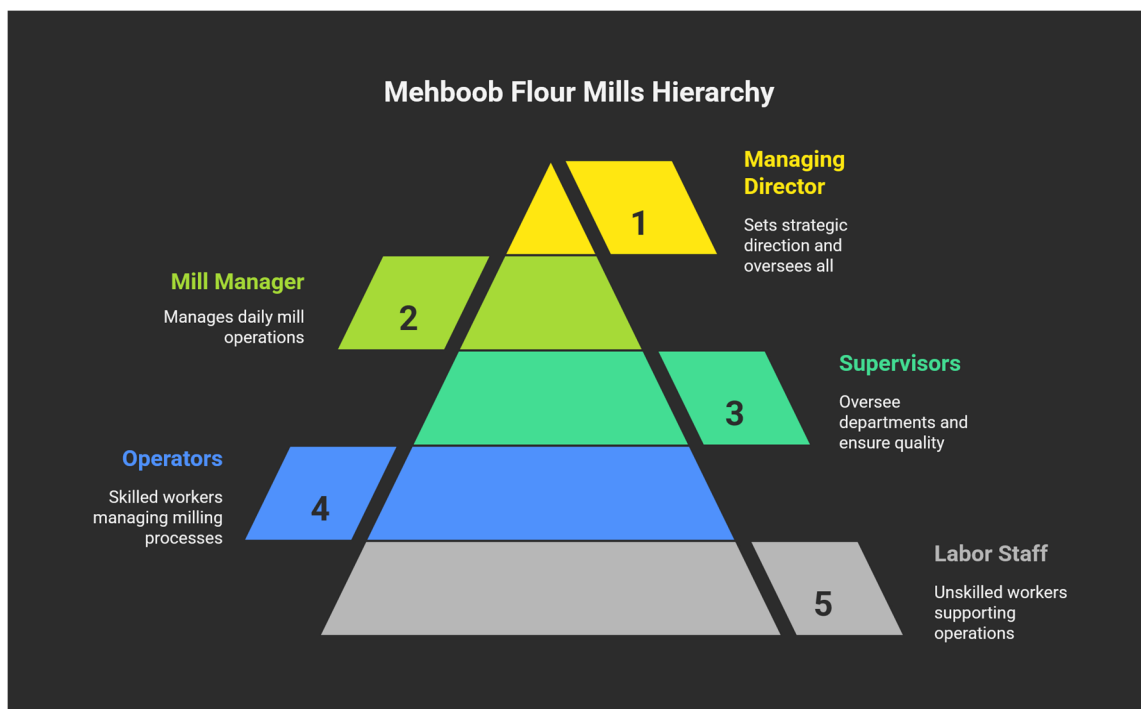 Mehboob Flour Mills Hierarchy
Managing
Director
1
Sets strategic
direction and
oversees all
Mill Manager
2
Manages daily mill
operations
Supervisors
3
Oversee
departments and
ensure quality
Operators
4
Skilled workers
managing milling
processes
Labor Staff
5
Unskilled workers
supporting
operations